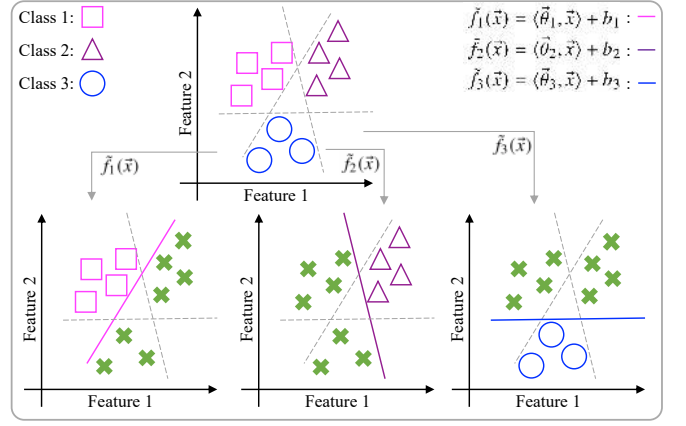 Class 1:
Class 2:
Class 3:
f̃₁(x⃗) = ⟨θ⃗₁, x⃗⟩ + b₁ :
f̃₂(x⃗) = ⟨θ⃗₂, x⃗⟩ + b₂ :
f̃₃(x⃗) = ⟨θ⃗₃, x⃗⟩ + b₃ :
Feature 2
Feature 1
f̃₁(x⃗)
f̃₂(x⃗)
f̃₃(x⃗)
Feature 2
Feature 1
Feature 2
Feature 1
Feature 2
Feature 1